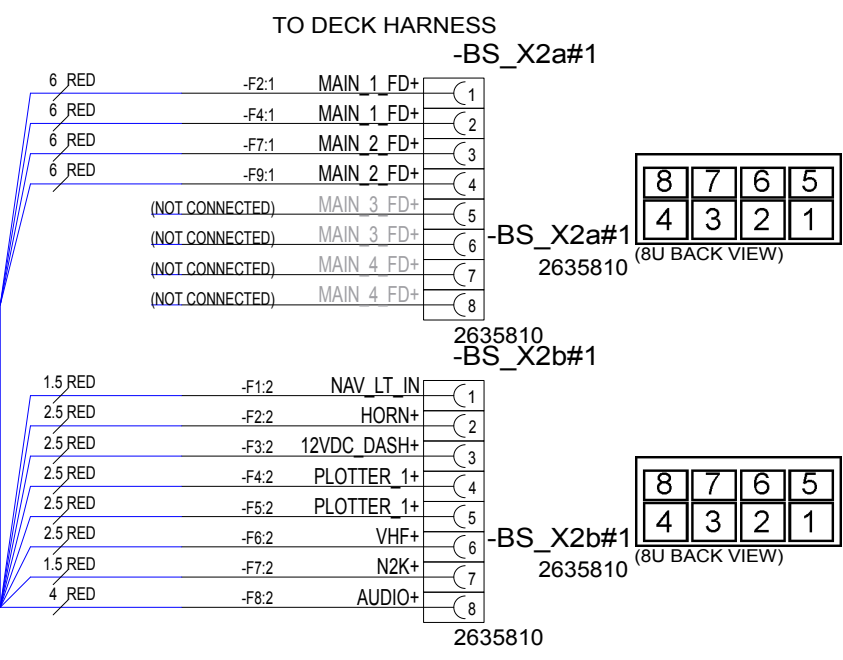 TO DECK HARNESS
-BS_X2a#1
6 RED -F2:1 MAIN_1_FD+ 1
6 RED -F4:1 MAIN_1_FD+ 2
6 RED -F7:1 MAIN_2_FD+ 3
6 RED -F9:1 MAIN_2_FD+ 4
(NOT CONNECTED) MAIN_3_FD+ 5
(NOT CONNECTED) MAIN_3_FD+ 6
(NOT CONNECTED) MAIN_4_FD+ 7
(NOT CONNECTED) MAIN_4_FD+ 8
2635810
-BS_X2a#1
2635810
8 7 6 5
4 3 2 1
(8U BACK VIEW)
-BS_X2b#1
1.5 RED -F1:2 NAV_LT_IN 1
2.5 RED -F2:2 HORN+ 2
2.5 RED -F3:2 12VDC_DASH+ 3
2.5 RED -F4:2 PLOTTER_1+ 4
2.5 RED -F5:2 PLOTTER_1+ 5
2.5 RED -F6:2 VHF+ 6
1.5 RED -F7:2 N2K+ 7
4 RED -F8:2 AUDIO+ 8
2635810
-BS_X2b#1
2635810
8 7 6 5
4 3 2 1
(8U BACK VIEW)